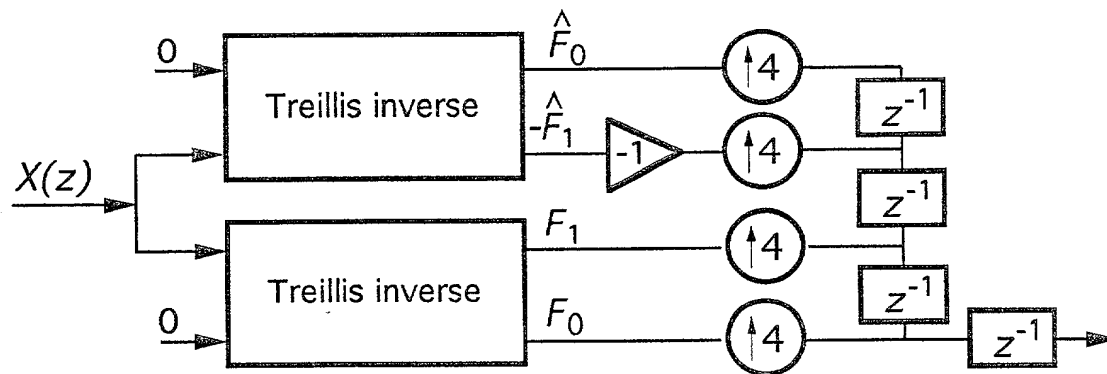 0
Treillis inverse
F̂₀
↑4
z⁻¹
-F̂₁
-1
↑4
X(z)
z⁻¹
F₁
↑4
Treillis inverse
z⁻¹
0
F₀
↑4
z⁻¹